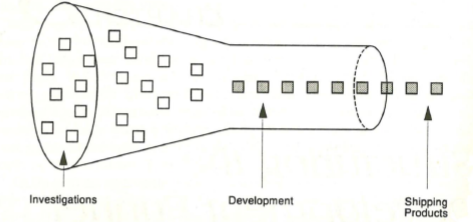 Investigations
Development
Shipping
Products